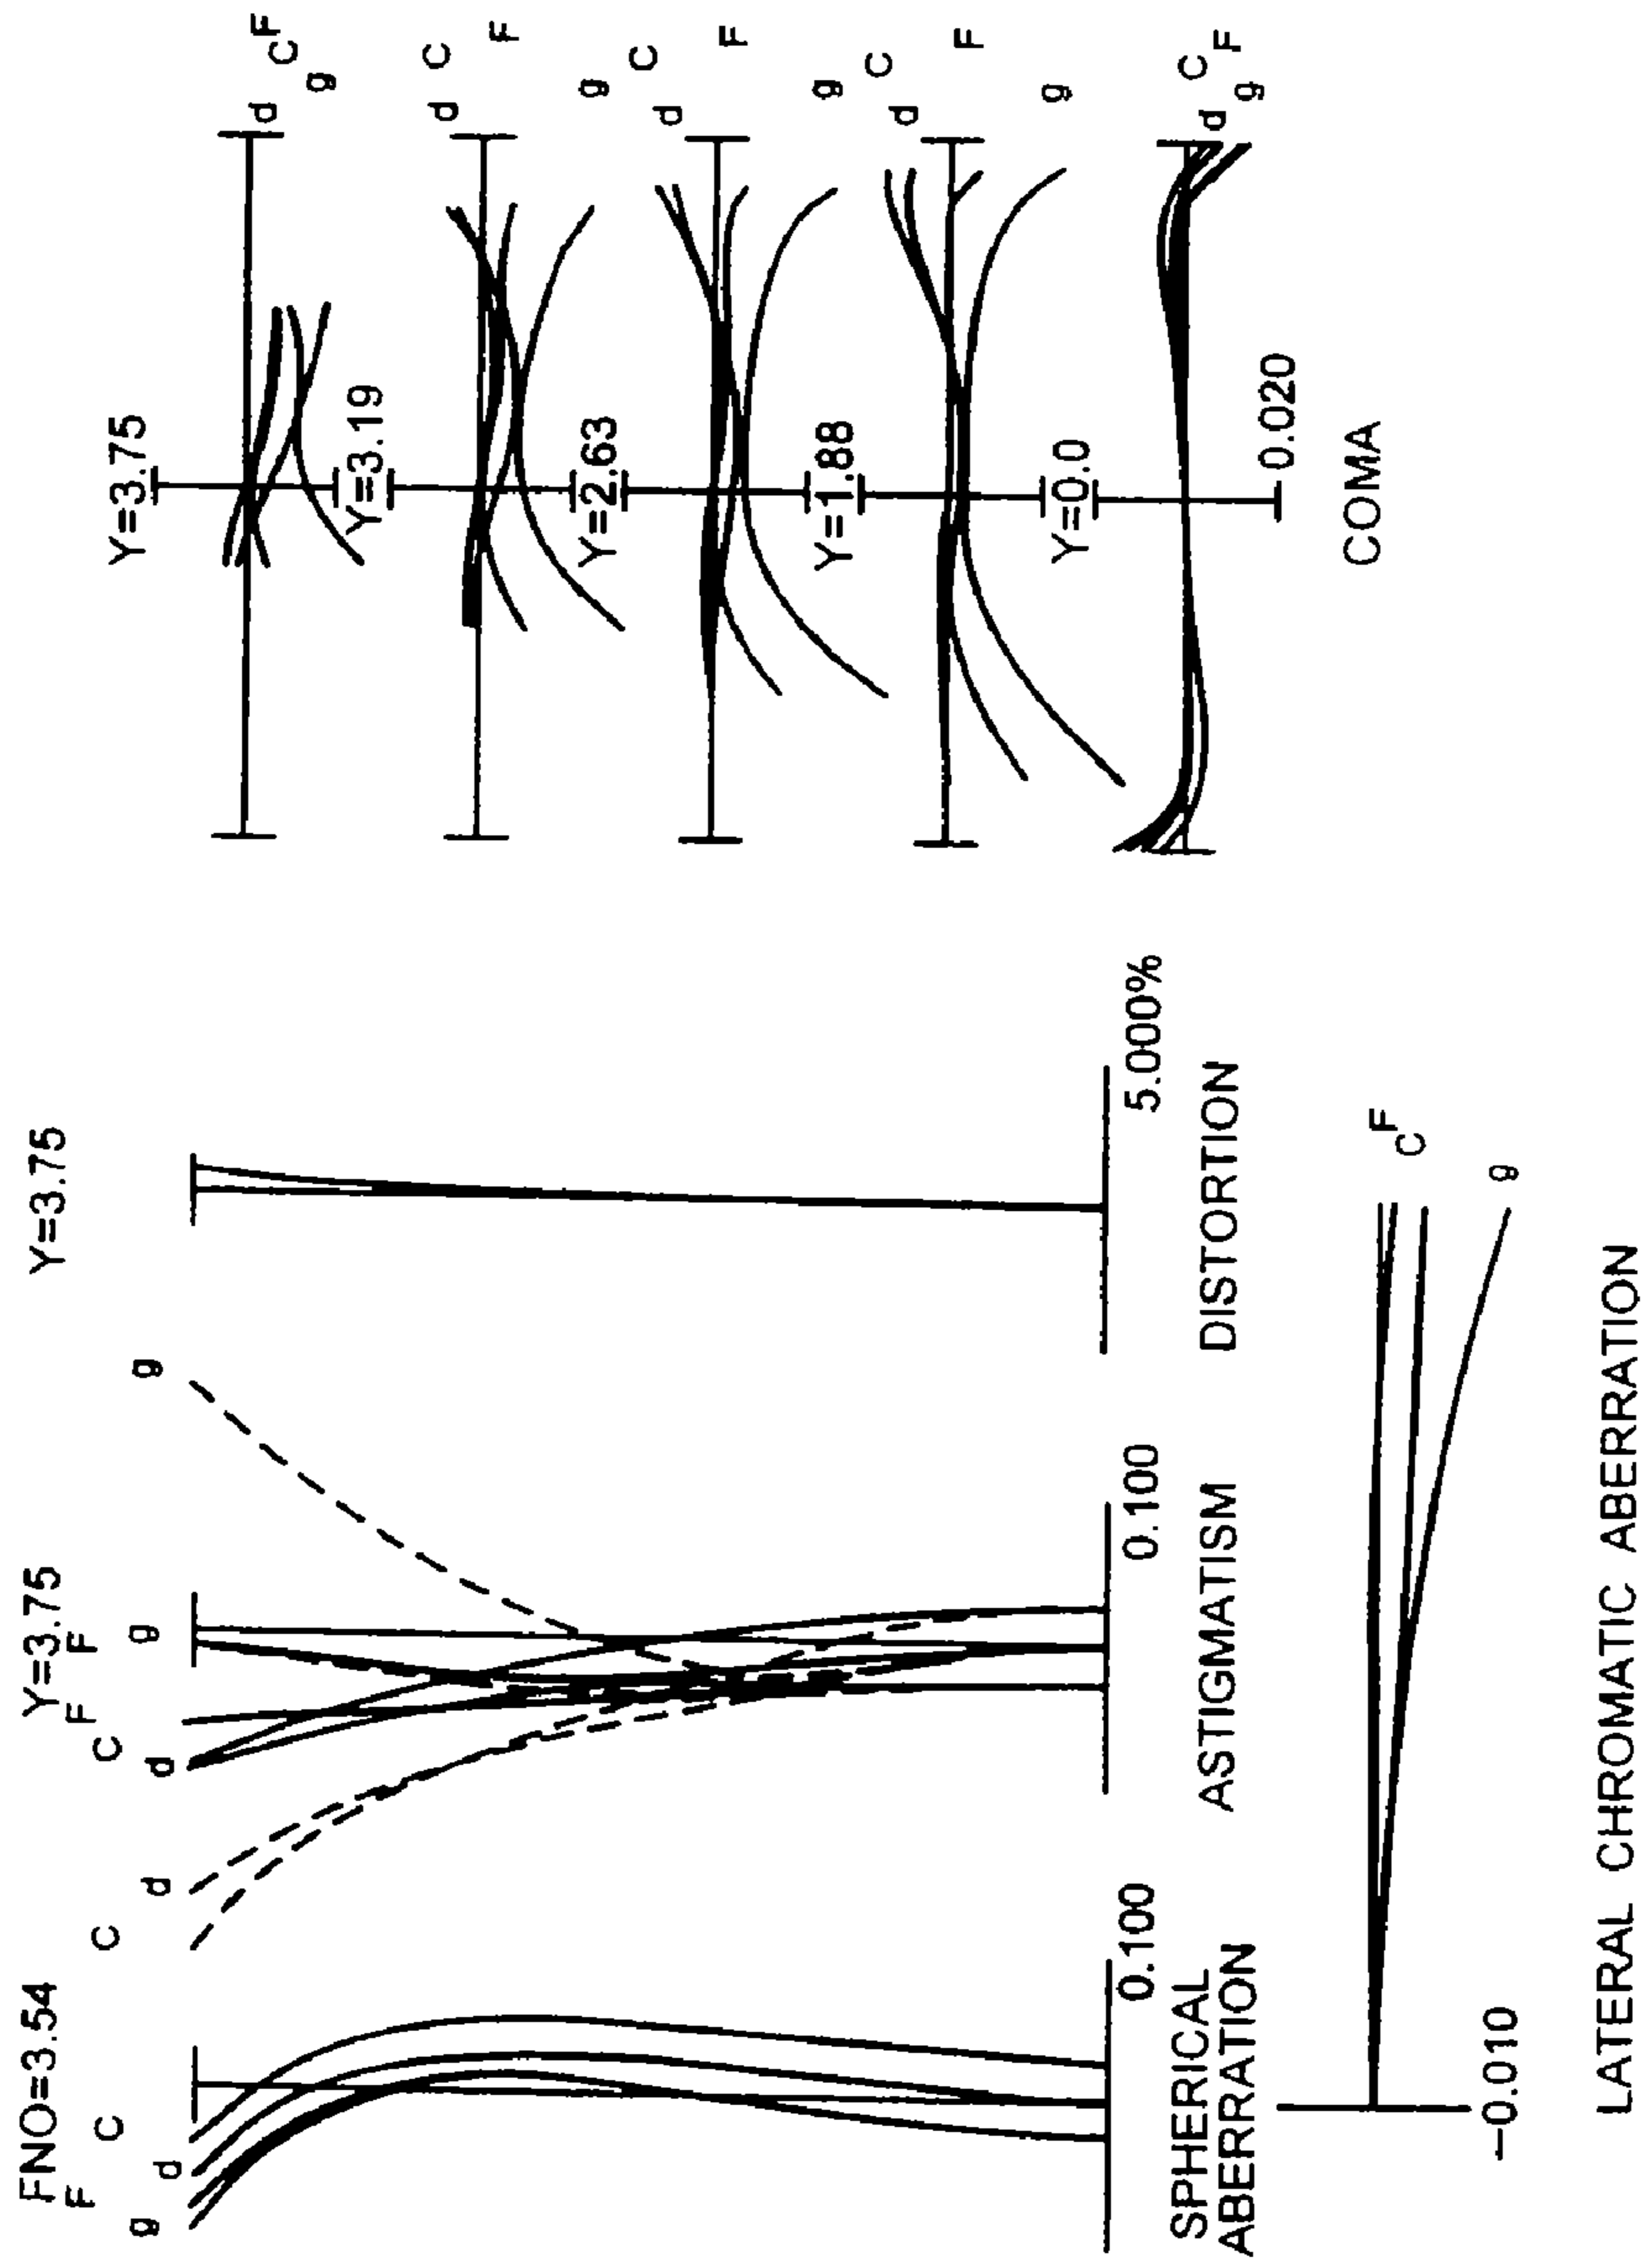 FNO=3.54
F
C
g
d
0.100
SPHERICAL
ABERRATION
Y=3.75
C
d
d
C
F
F
g
g
0.100
ASTIGMATISM
Y=3.75
5.000%
DISTORTION
Y=3.75
d
F
C
g
Y=3.19
d
C
F
g
Y=2.63
d
C
F
g
Y=1.88
d
C
F
g
Y=0.0
d
C
g
F
0.020
COMA
F
C
g
−0.010
LATERAL CHROMATIC ABERRATION